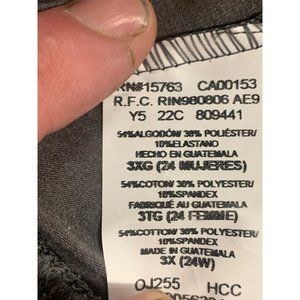 RN#15763 CA00153
R.F.C. RIN980806 AE9
Y5 22C 809441
54%ALGODÓN/ 36% POLIÉSTER/
10%ELASTANO
HECHO EN GUATEMALA
3XG (24 MUJERES)
54%COTON/ 36% POLYESTER/
10%SPANDEX
FABRIQUÉ AU GUATEMALA
3TG (24 FEMME)
54%COTTON/ 36% POLYESTER/
10%SPANDEX
MADE IN GUATEMALA
3X (24W)
OJ255 HCC